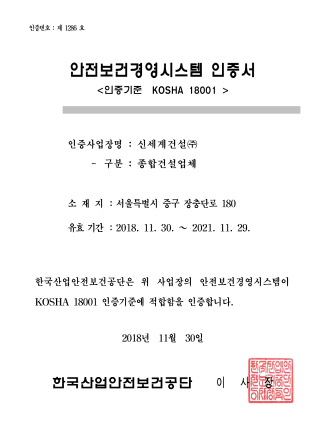 인증번호 : 제 1286 호
안전보건경영시스템 인증서
<인증기준 KOSHA 18001 >
인증사업장명 : 신세계건설㈜
- 구분 : 종합건설업체
소 재 지 : 서울특별시 중구 장충단로 180
유효 기간 : 2018. 11. 30. ~ 2021. 11. 29.
한국산업안전보건공단은 위 사업장의 안전보건경영시스템이
KOSHA 18001 인증기준에 적합함을 인증합니다.
2018년 11월 30일
한국산업안전보건공단 이 사 장